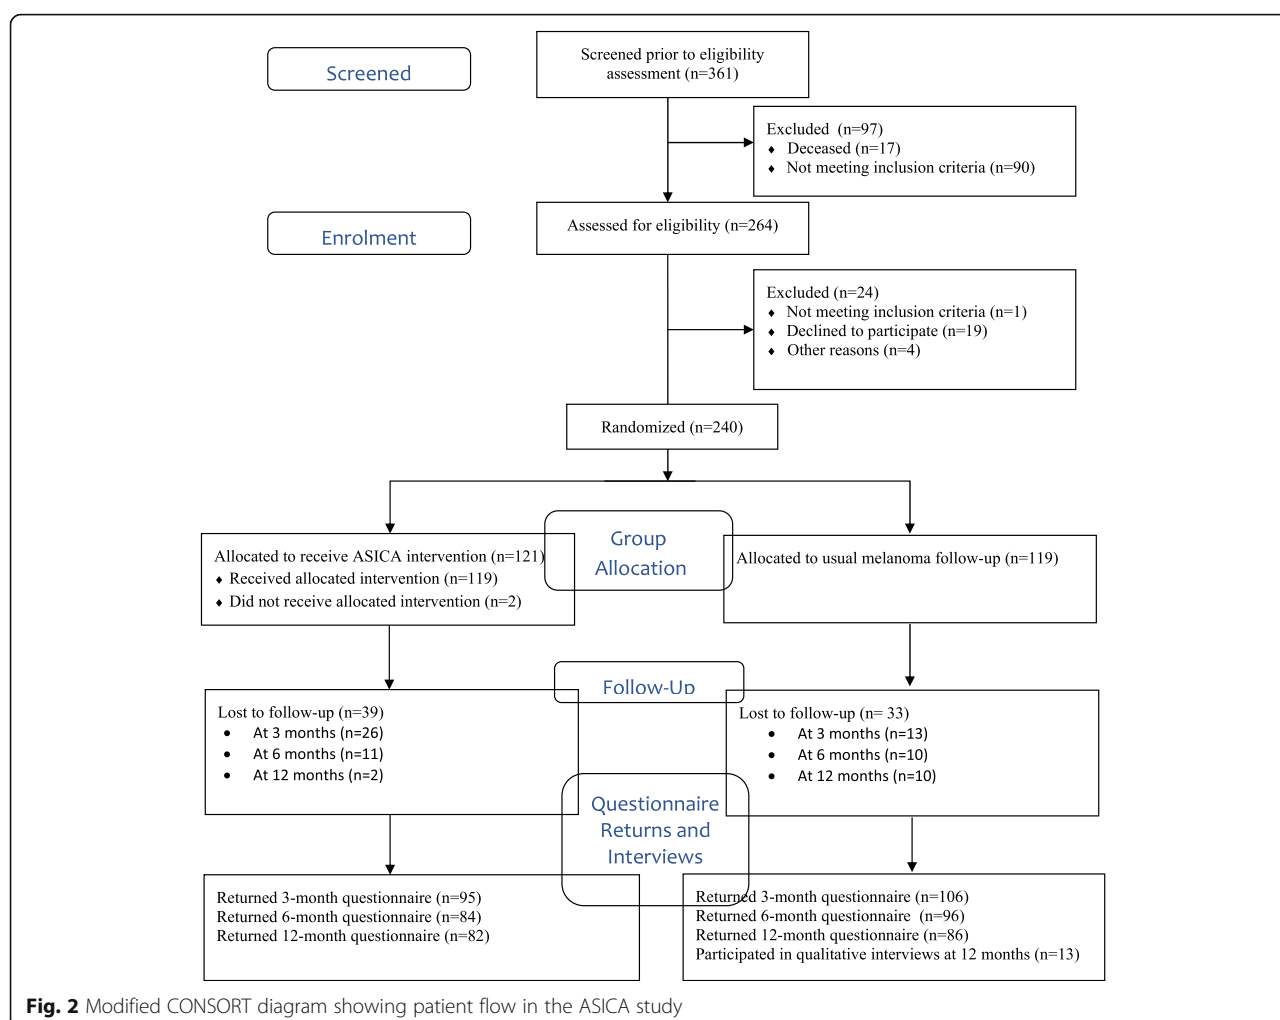 Screened
Screened prior to eligibility
assessment (n=361)
Excluded (n=97)
♦ Deceased (n=17)
♦ Not meeting inclusion criteria (n=90)
Enrolment
Assessed for eligibility (n=264)
Excluded (n=24)
♦ Not meeting inclusion criteria (n=1)
♦ Declined to participate (n=19)
♦ Other reasons (n=4)
Randomized (n=240)
Group
Allocation
Allocated to receive ASICA intervention (n=121)
♦ Received allocated intervention (n=119)
♦ Did not receive allocated intervention (n=2)
Allocated to usual melanoma follow-up (n=119)
Follow-Up
Lost to follow-up (n=39)
• At 3 months (n=26)
• At 6 months (n=11)
• At 12 months (n=2)
Lost to follow-up (n= 33)
• At 3 months (n=13)
• At 6 months (n=10)
• At 12 months (n=10)
Questionnaire
Returns and
Interviews
Returned 3-month questionnaire (n=95)
Returned 6-month questionnaire (n=84)
Returned 12-month questionnaire (n=82)
Returned 3-month questionnaire (n=106)
Returned 6-month questionnaire (n=96)
Returned 12-month questionnaire (n=86)
Participated in qualitative interviews at 12 months (n=13)
Fig. 2 Modified CONSORT diagram showing patient flow in the ASICA study